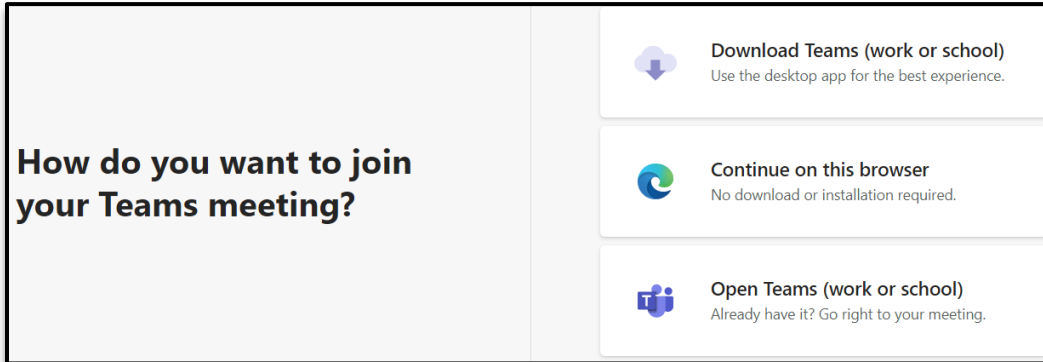 How do you want to join
your Teams meeting?
Download Teams (work or school)
Use the desktop app for the best experience.
Continue on this browser
No download or installation required.
Open Teams (work or school)
Already have it? Go right to your meeting.